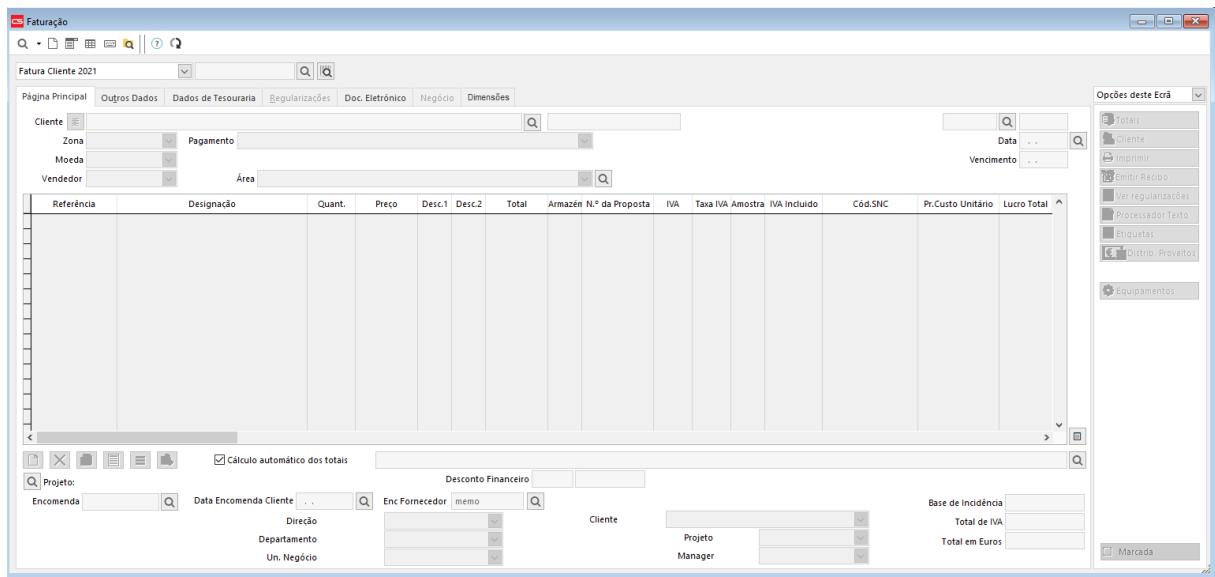 CS Faturação
Fatura Cliente 2021
Página Principal Outros Dados Dados de Tesouraria Regularizações Doc. Eletrónico Negócio Dimensões
Opções deste Ecrã
Cliente
Zona Pagamento Data . .
Moeda Vencimento . .
Vendedor Área
Totais
Cliente
Imprimir
Emitir Recibo
Ver regularizacões
Processador Texto
Etiquetas
Distrib. Proveitos
Equipamentos
Referência Designação Quant. Preço Desc.1 Desc.2 Total Armazén N.º da Proposta IVA Taxa IVA Amostra IVA Incluido Cód.SNC Pr.Custo Unitário Lucro Total
Cálculo automático dos totais
Projeto: Desconto Financeiro
Encomenda Data Encomenda Cliente . . Enc Fornecedor memo Base de Incidência
Direção Cliente Total de IVA
Departamento Projeto Total em Euros
Un. Negócio Manager
Marcada